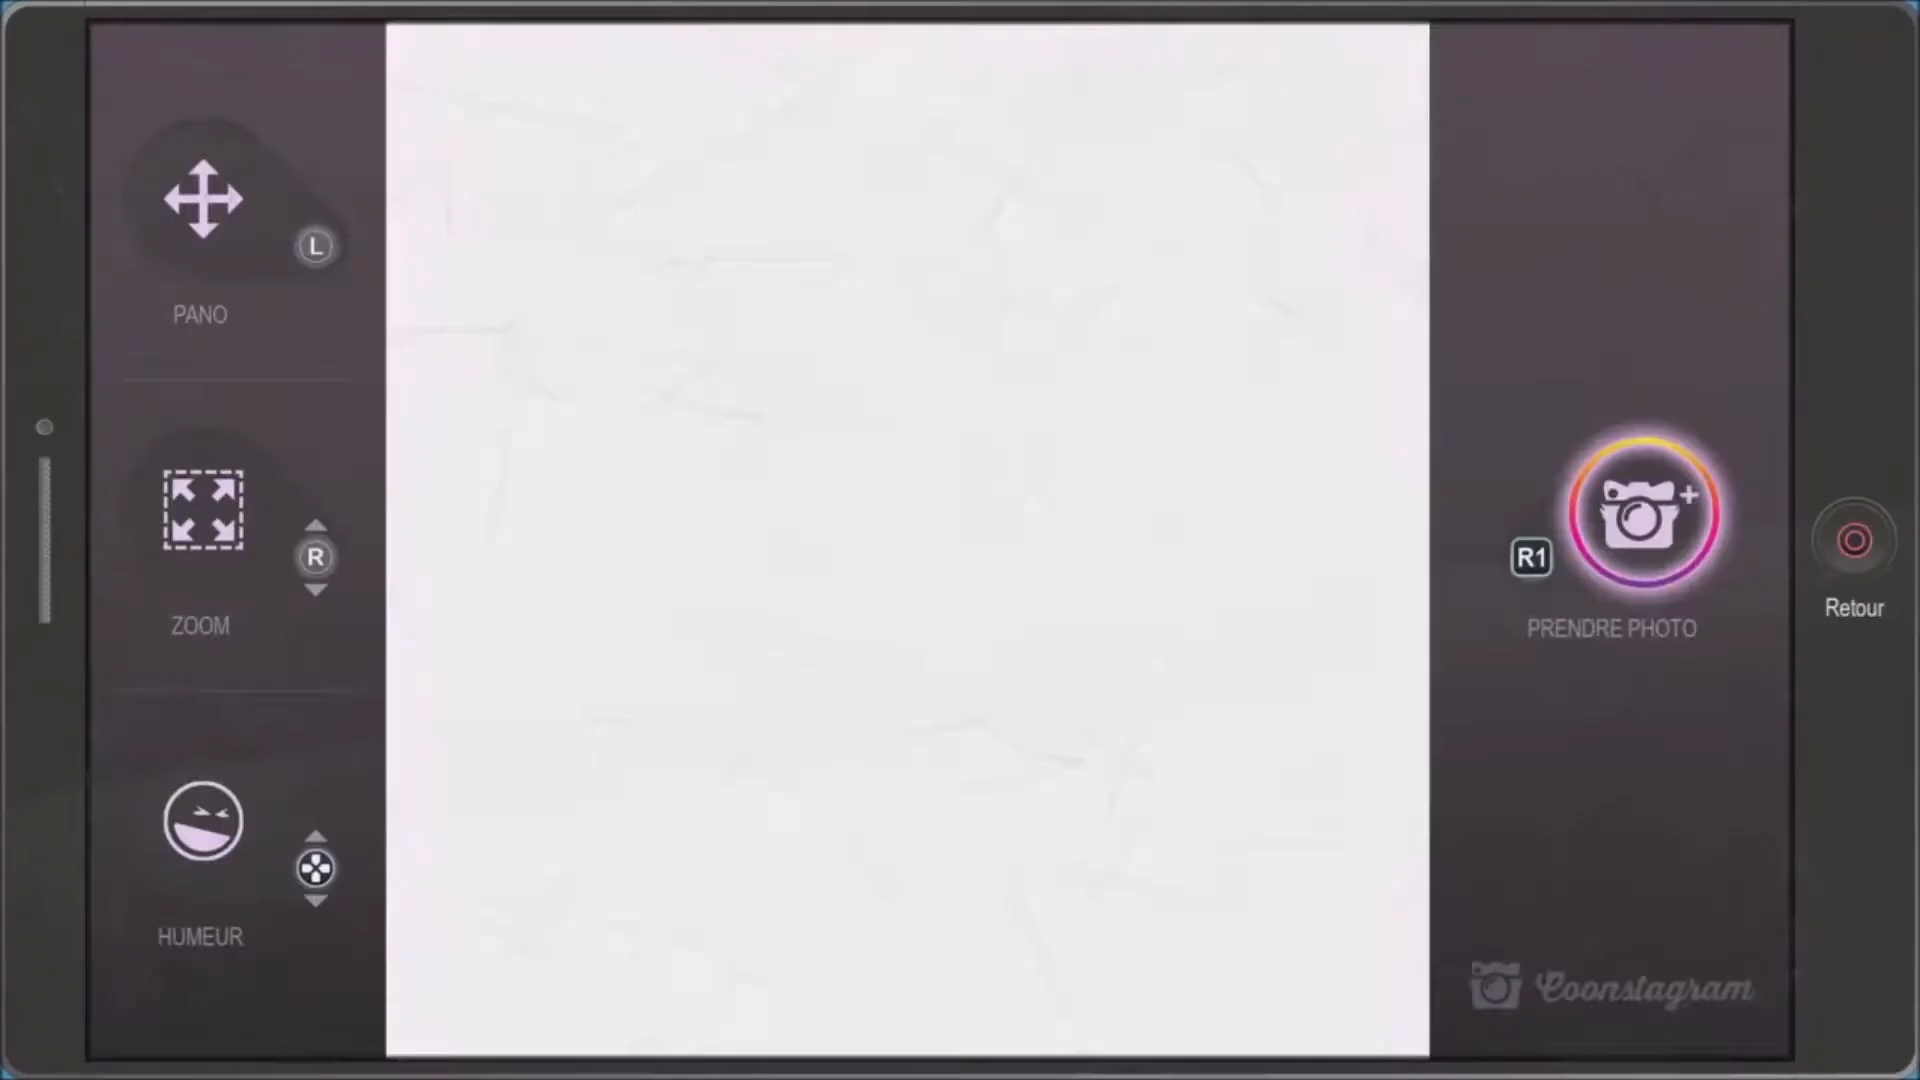 L
PANO
R
ZOOM
HUMEUR
R1
PRENDRE PHOTO
Retour
Coonstagram